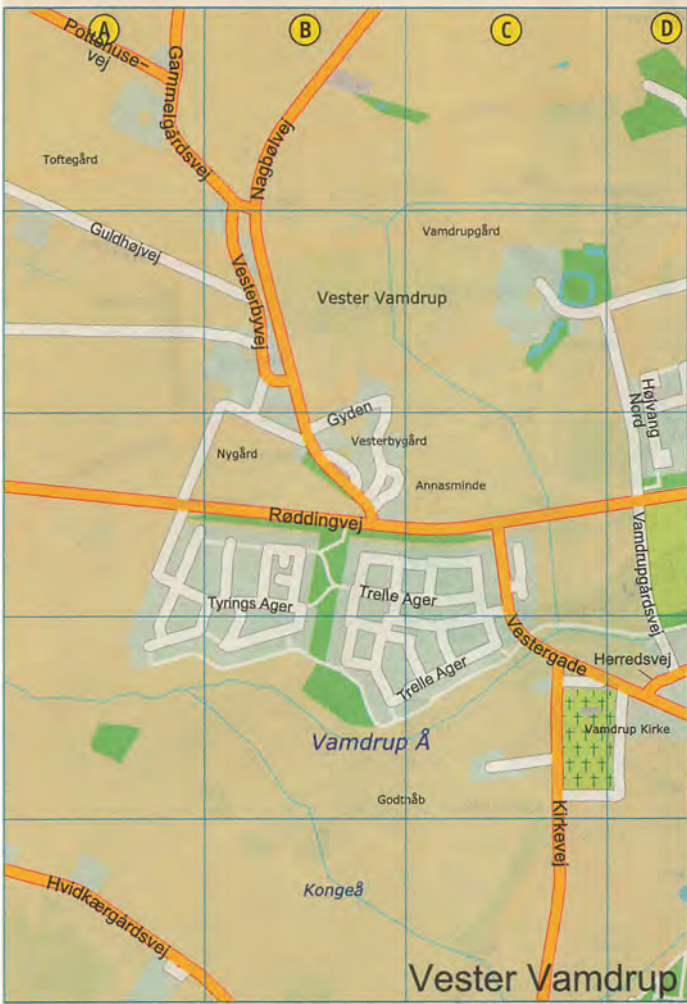 A
B
C
D
Pottehuse-
vej
Gammelgårdsvej
Nagbølvej
Toftegård
Guldhøjvej
Vamdrupgård
Vesterbyvej
Vester Vamdrup
Højvang
Nord
Gyden
Vesterbygård
Nygård
Annasminde
Røddingvej
Vamdrupgårdsvej
Tyrings Ager
Trelle Ager
Vestergade
Herredsvej
Trelle Ager
Vamdrup Kirke
Vamdrup Å
Godthåb
Kirkevej
Hvidkærgårdsvej
Kongeå
Vester Vamdrup